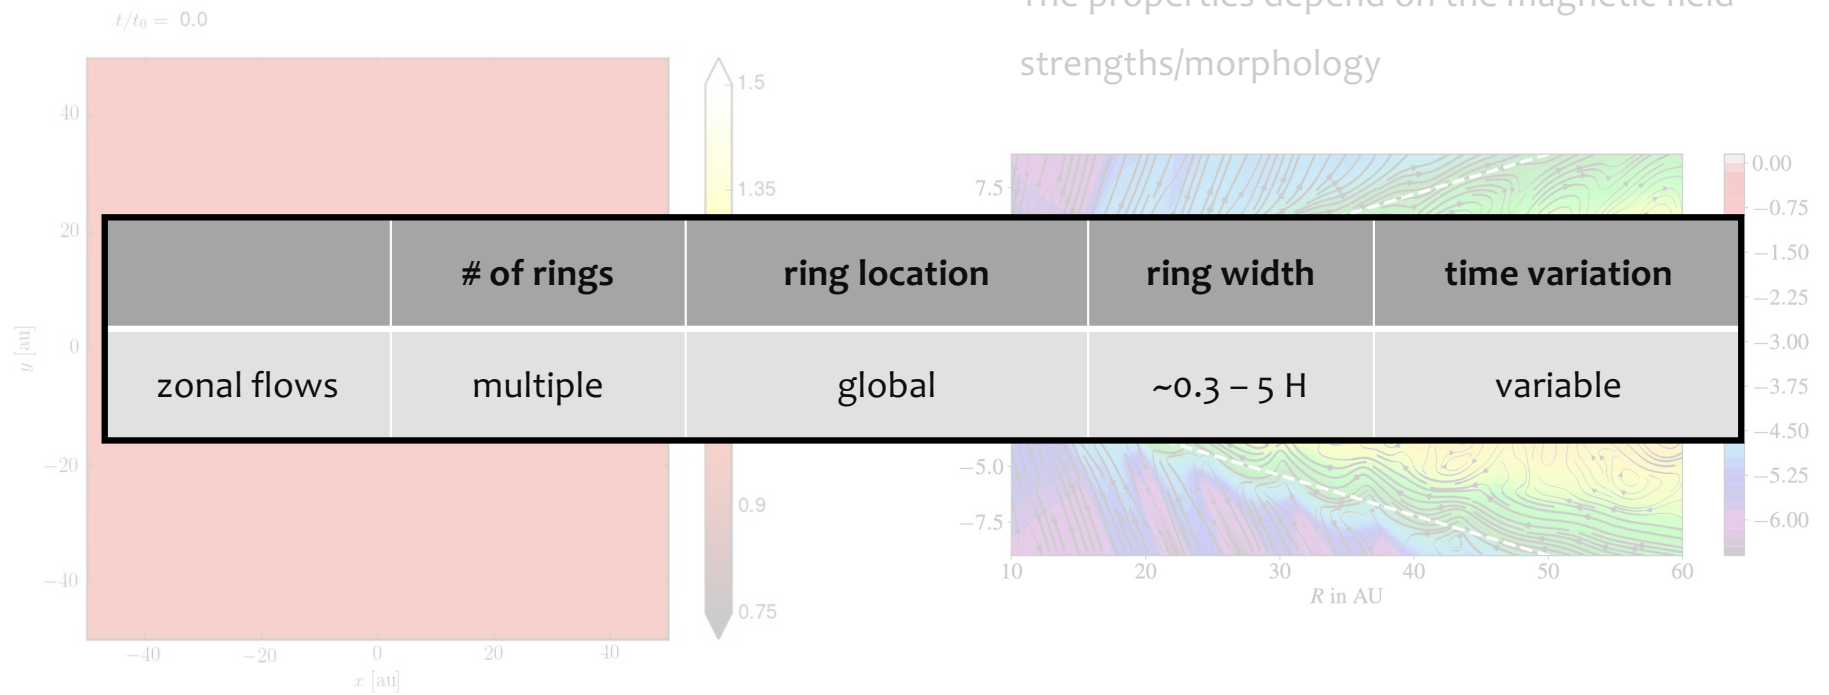 t/t₀ = 0.0
The properties depend on the magnetic field
strengths/morphology
40
20
0
−20
−40
y [au]
−40 −20 0 20 40
x [au]
1.5
1.35
0.9
0.75
# of rings ring location ring width time variation
zonal flows multiple global ~0.3 – 5 H variable
7.5
−5.0
−7.5
10 20 30 40 50 60
R in AU
0.00
−0.75
−1.50
−2.25
−3.00
−3.75
−4.50
−5.25
−6.00